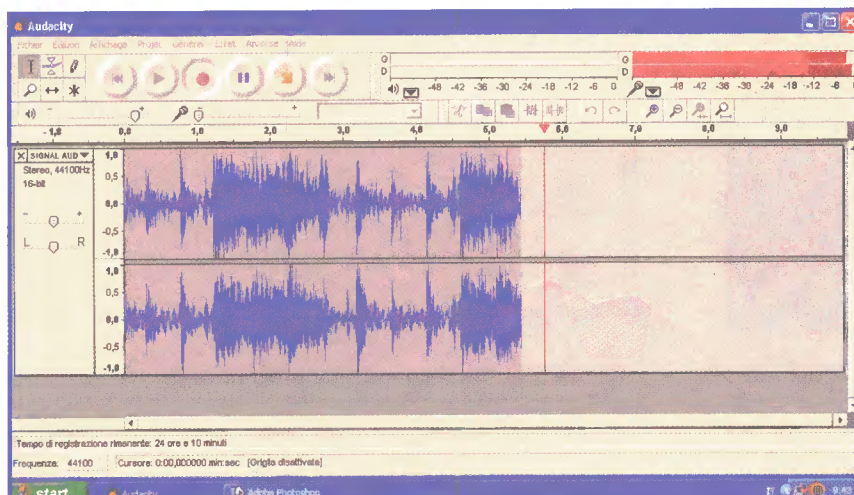 Audacity
Fichier Edition Affichage Projet Générer Effet Analyse Aide
G
D
-48 -42 -36 -30 -24 -18 -12 -6 0
G
D
-48 -42 -36 -30 -24 -18 -12 -6
- +
- +
- 1,0 0,0 1,0 2,0 3,0 4,0 5,0 6,0 7,0 8,0 9,0
X SIGNAL AUD
Stereo, 44100Hz
16-bit
- +
L R
1,0
0,5
0,0
-0,5
-1,0
1,0
0,5
0,0
-0,5
-1,0
Tempo di registrazione rimanente: 24 ore e 10 minuti
Frequenza: 44100 Cursore: 0:00,000000 min:sec [Griglia disattivata]
start Audacity Adobe Photoshop IT 9.43